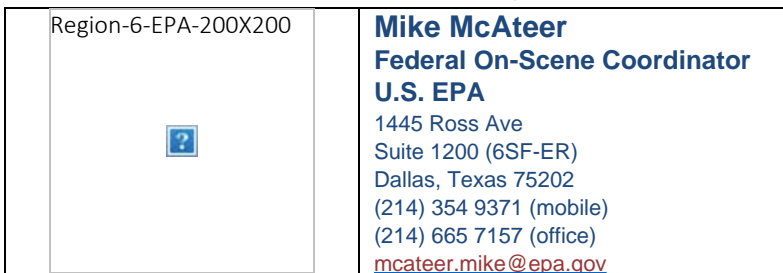 Region-6-EPA-200X200
Mike McAteer
Federal On-Scene Coordinator
U.S. EPA
1445 Ross Ave
Suite 1200 (6SF-ER)
Dallas, Texas 75202
(214) 354 9371 (mobile)
(214) 665 7157 (office)
mcateer.mike@epa.gov